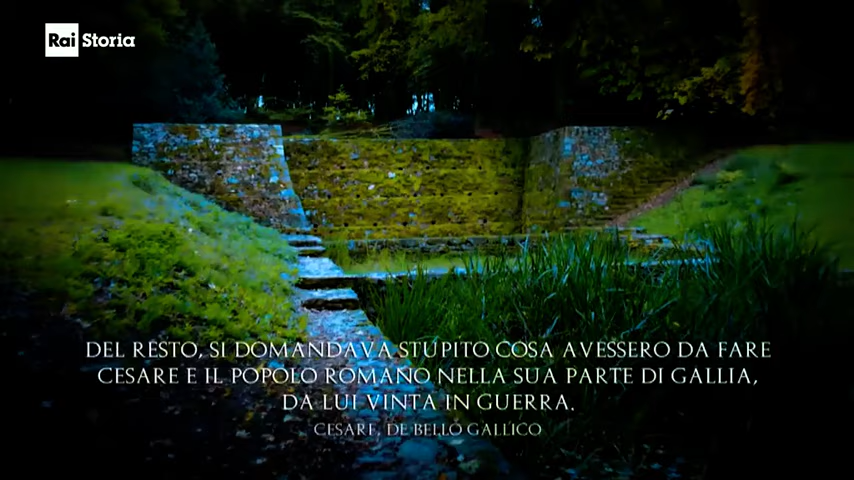 Rai Storia
DEL RESTO, SI DOMANDAVA STUPITO COSA AVESSERO DA FARE
CESARE E IL POPOLO ROMANO NELLA SUA PARTE DI GALLIA,
DA LUI VINTA IN GUERRA.
CESARE, DE BELLO GALLICO